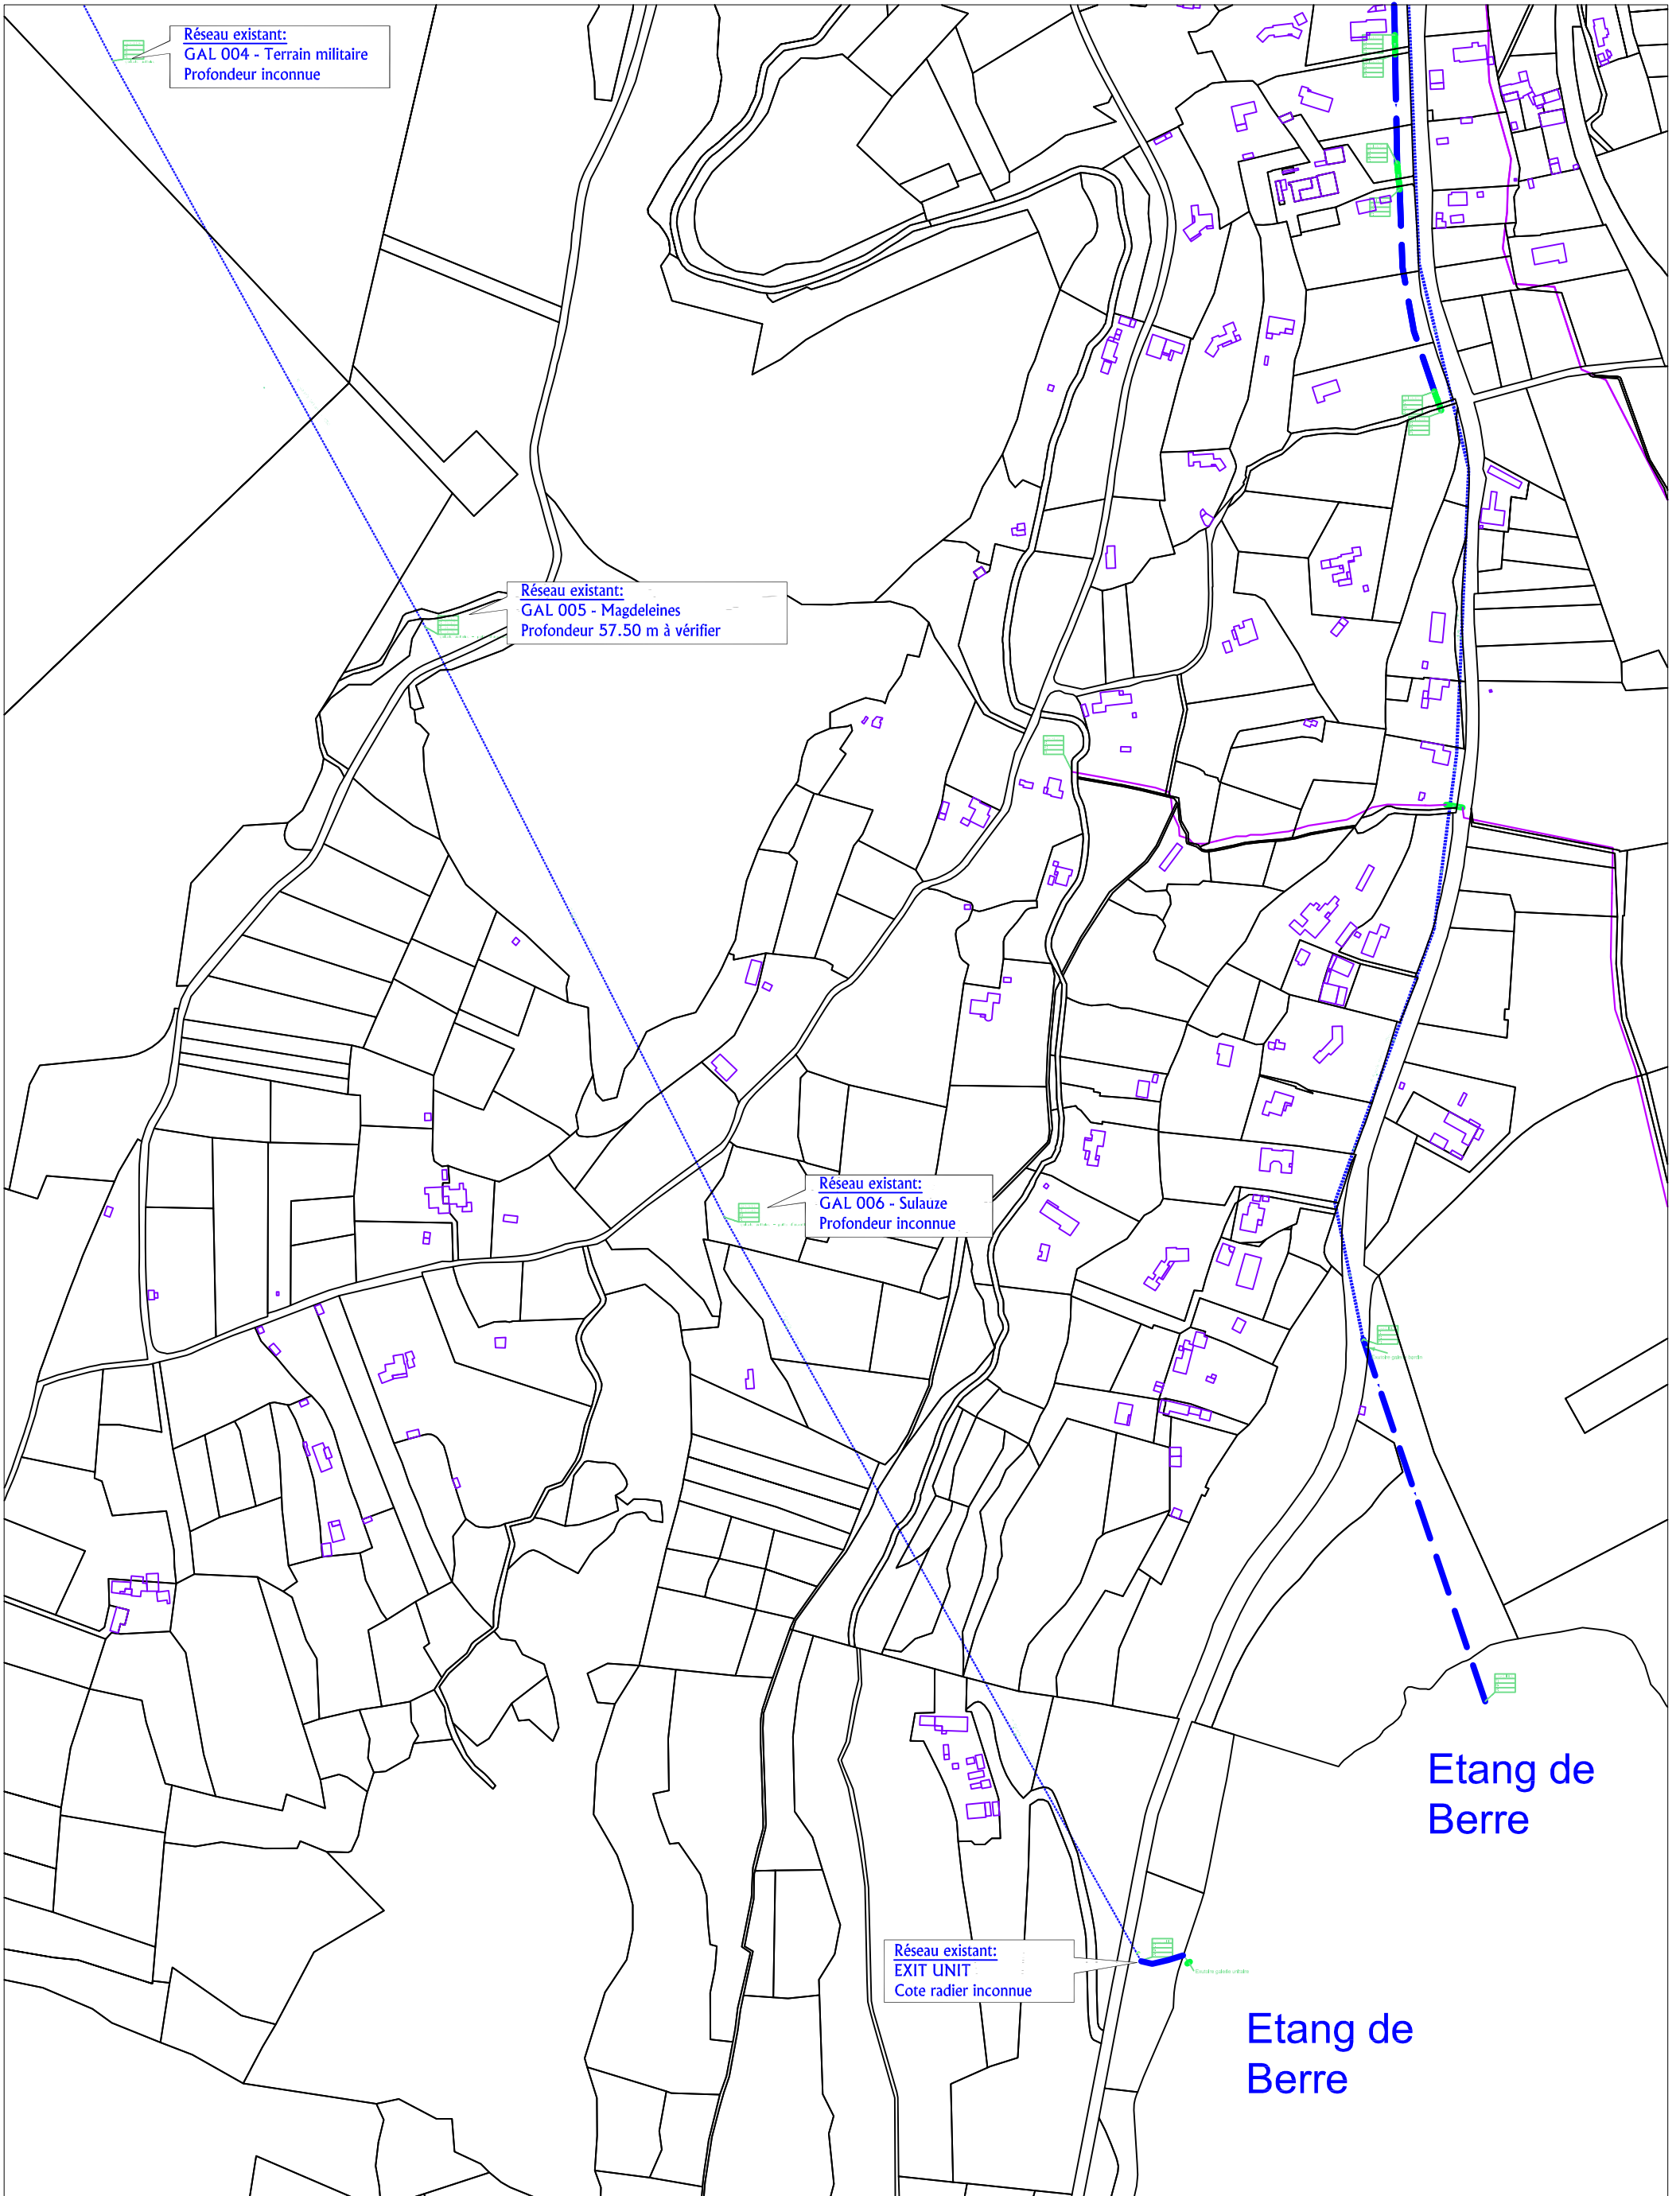 Réseau existant:
GAL 004 - Terrain militaire
Profondeur inconnue
Réseau existant:
GAL 005 - Magdeleines
Profondeur 57.50 m à vérifier
Réseau existant:
GAL 006 - Sulauze
Profondeur inconnue
Etang de
Berre
Réseau existant:
EXIT UNIT
Cote radier inconnue
Etang de
Berre